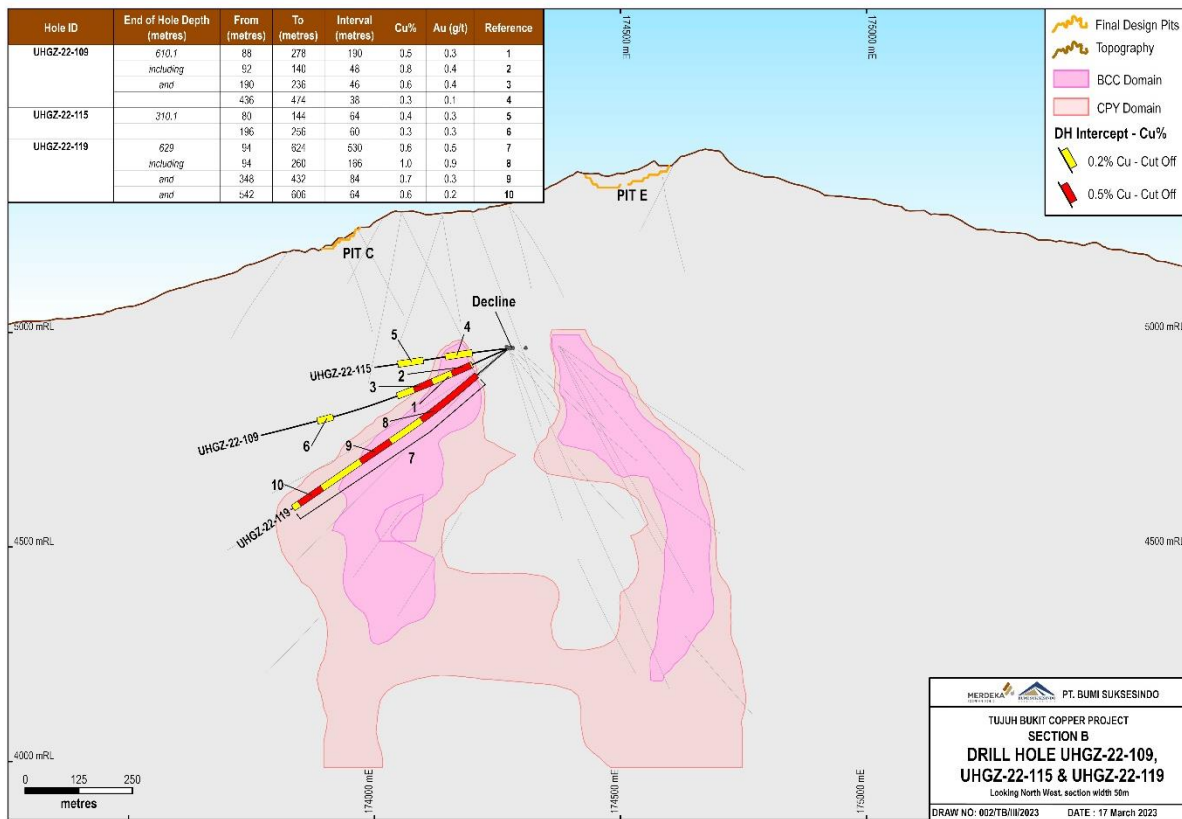 Hole ID End of Hole Depth (metres) From (metres) To (metres) Interval (metres) Cu% Au (g/t) Reference
UHGZ-22-109 610.1 88 278 190 0.5 0.3 1
including 92 140 48 0.8 0.4 2
and 190 236 46 0.6 0.4 3
436 474 38 0.3 0.1 4
UHGZ-22-115 310.1 80 144 64 0.4 0.3 5
196 256 60 0.3 0.3 6
UHGZ-22-119 629 94 624 530 0.6 0.5 7
including 94 260 166 1.0 0.9 8
and 348 432 84 0.7 0.3 9
and 542 606 64 0.6 0.2 10
174500 mE
175000 mE
Final Design Pits
Topography
BCC Domain
CPY Domain
DH Intercept - Cu%
0.2% Cu - Cut Off
0.5% Cu - Cut Off
PIT E
PIT C
Decline
5000 mRL
5000 mRL
5
4
UHGZ-22-115
2
3
1
8
UHGZ-22-109
6
9
7
10
UHGZ-22-119
4500 mRL
4500 mRL
4000 mRL
0 125 250
metres
174000 mE
174500 mE
175000 mE
MERDEKA
BUMI SUKSESINDO
PT. BUMI SUKSESINDO
TUJUH BUKIT COPPER PROJECT
SECTION B
DRILL HOLE UHGZ-22-109,
UHGZ-22-115 & UHGZ-22-119
Looking North West, section width 50m
DRAW NO: 002/TB/III/2023 DATE : 17 March 2023